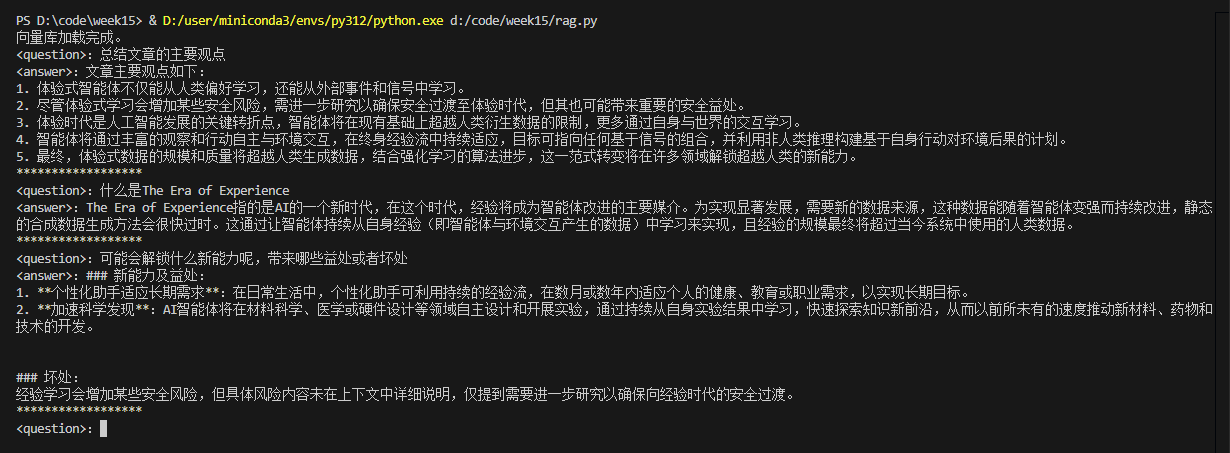 PS D:\code\week15> & D:/user/miniconda3/envs/py312/python.exe d:/code/week15/rag.py
向量库加载完成。
<question>: 总结文章的主要观点
<answer>: 文章主要观点如下：
1. 体验式智能体不仅能从人类偏好学习，还能从外部事件和信号中学习。
2. 尽管体验式学习会增加某些安全风险，需进一步研究以确保安全过渡至体验时代，但其也可能带来重要的安全益处。
3. 体验时代是人工智能发展的关键转折点，智能体将在现有基础上超越人类衍生数据的限制，更多通过自身与世界的交互学习。
4. 智能体将通过丰富的观察和行动自主与环境交互，在终身经验流中持续适应，目标可指向任何基于信号的组合，并利用非人类推理构建基于自身行动对环境后果的计划。
5. 最终，体验式数据的规模和质量将超越人类生成数据，结合强化学习的算法进步，这一范式转变将在许多领域解锁超越人类的新能力。
******************
<question>: 什么是The Era of Experience
<answer>: The Era of Experience指的是AI的一个新时代，在这个时代，经验将成为智能体改进的主要媒介。为实现显著发展，需要新的数据来源，这种数据能随着智能体变强而持续改进，静态
的合成数据生成方法会很快过时。这通过让智能体持续从自身经验（即智能体与环境交互产生的数据）中学习来实现，且经验的规模最终将超过当今系统中使用的人类数据。
******************
<question>: 可能会解锁什么新能力呢，带来哪些益处或者坏处
<answer>: ### 新能力及益处：
1. **个性化助手适应长期需求**：在日常生活中，个性化助手可利用持续的经验流，在数月或数年内适应个人的健康、教育或职业需求，以实现长期目标。
2. **加速科学发现**：AI智能体将在材料科学、医学或硬件设计等领域自主设计和开展实验，通过持续从自身实验结果中学习，快速探索知识新前沿，从而以前所未有的速度推动新材料、药物和
技术的开发。
### 坏处：
经验学习会增加某些安全风险，但具体风险内容未在上下文中详细说明，仅提到需要进一步研究以确保向经验时代的安全过渡。
******************
<question>: